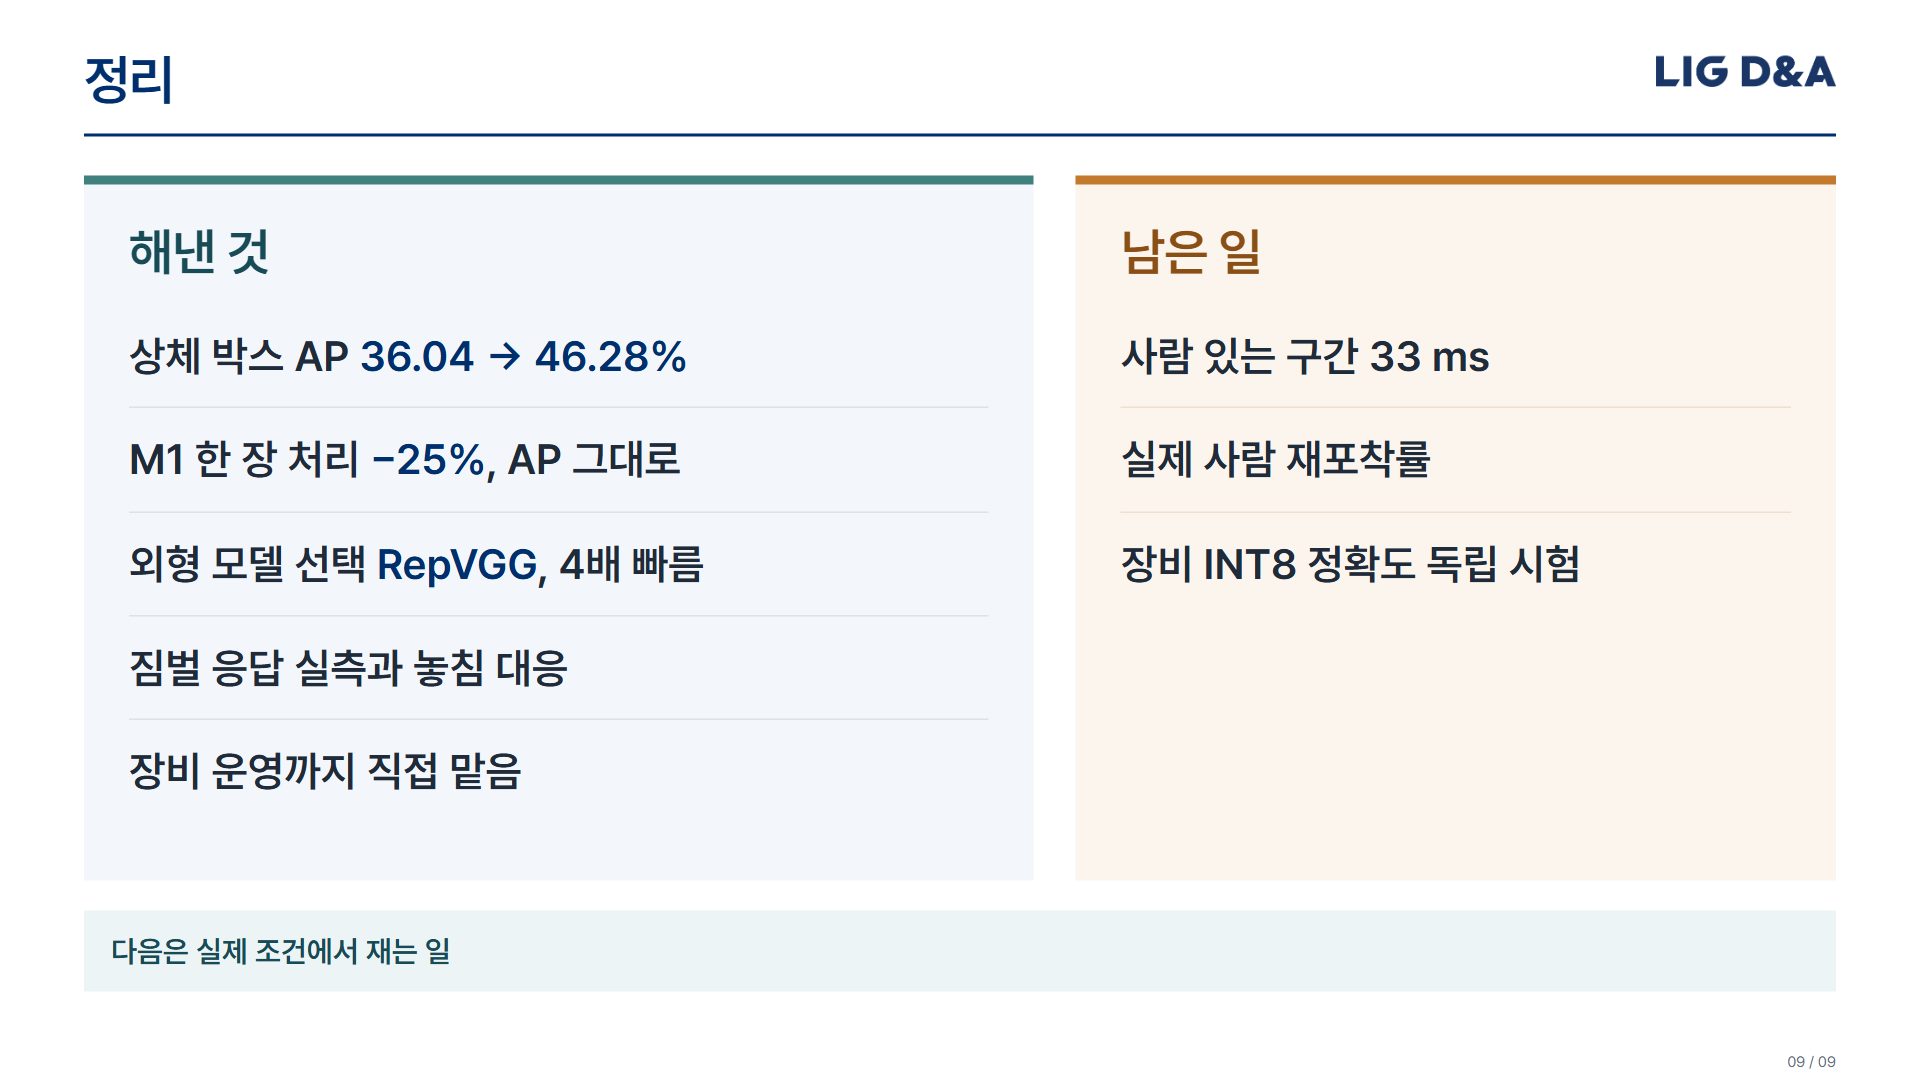 정리
LIG D&A
해낸 것
상체 박스 AP 36.04 → 46.28%
M1 한 장 처리 −25%, AP 그대로
외형 모델 선택 RepVGG, 4배 빠름
짐벌 응답 실측과 놓침 대응
장비 운영까지 직접 맡음
남은 일
사람 있는 구간 33 ms
실제 사람 재포착률
장비 INT8 정확도 독립 시험
다음은 실제 조건에서 재는 일
09 / 09